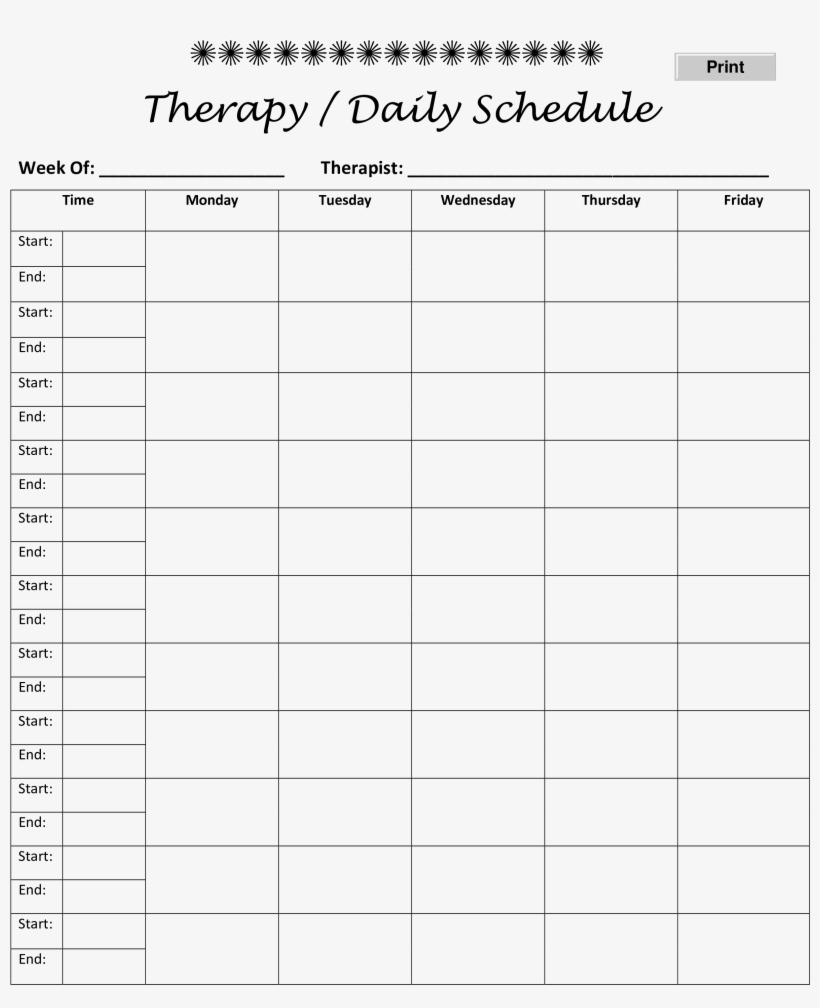 Print
Therapy / Daily Schedule
Week Of: ____________________ Therapist: _______________________________________
Time Monday Tuesday Wednesday Thursday Friday
Start:
End:
Start:
End:
Start:
End:
Start:
End:
Start:
End:
Start:
End:
Start:
End:
Start:
End:
Start:
End:
Start:
End:
Start:
End: